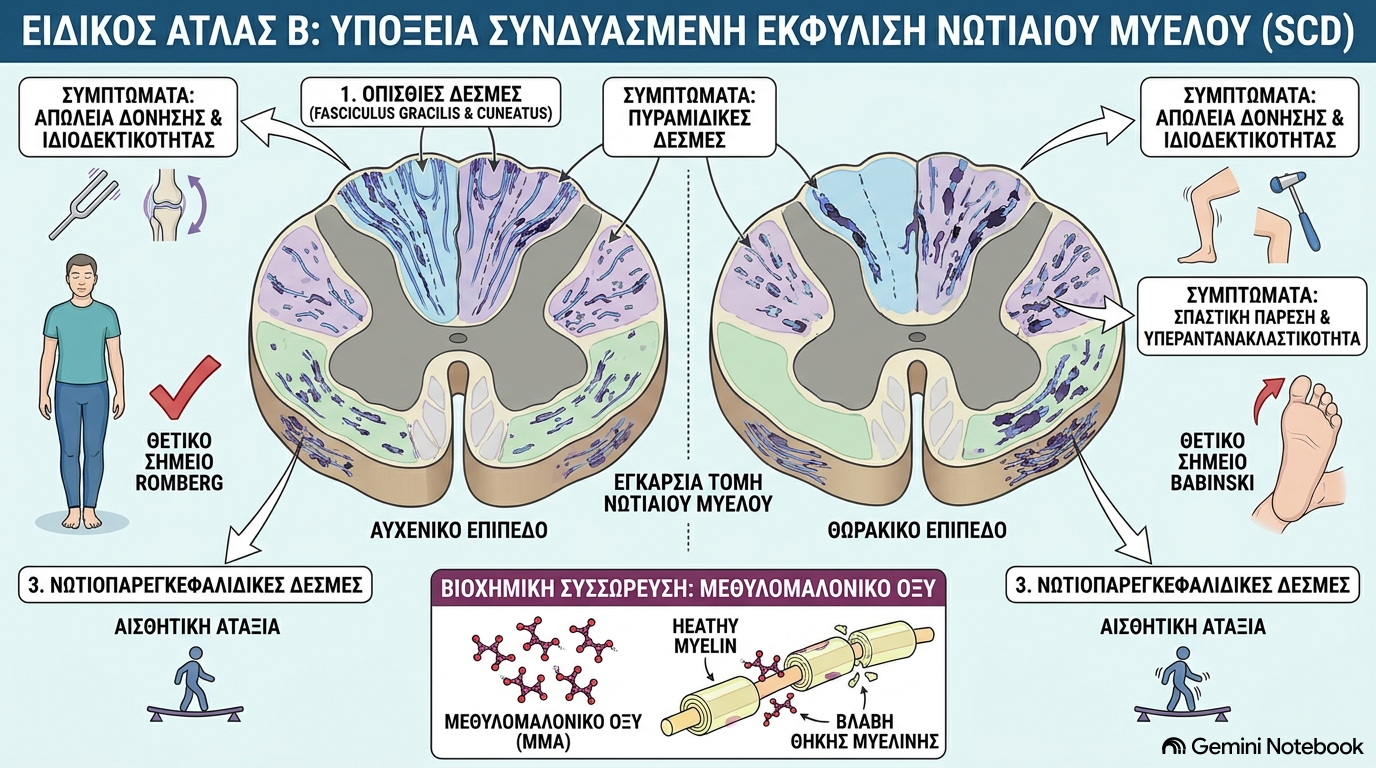 ΕΙΔΙΚΟΣ ΑΤΛΑΣ Β: ΥΠΟΞΕΙΑ ΣΥΝΔΥΑΣΜΕΝΗ ΕΚΦΥΛΙΣΗ ΝΩΤΙΑΙΟΥ ΜΥΕΛΟΥ (SCD)
ΣΥΜΠΤΩΜΑΤΑ:
ΑΠΩΛΕΙΑ ΔΟΝΗΣΗΣ &
ΙΔΙΟΔΕΚΤΙΚΟΤΗΤΑΣ
1. ΟΠΙΣΘΙΕΣ ΔΕΣΜΕΣ
(FASCICULUS GRACILIS & CUNEATUS)
ΣΥΜΠΤΩΜΑΤΑ:
ΠΥΡΑΜΙΔΙΚΕΣ
ΔΕΣΜΕΣ
ΣΥΜΠΤΩΜΑΤΑ:
ΑΠΩΛΕΙΑ ΔΟΝΗΣΗΣ &
ΙΔΙΟΔΕΚΤΙΚΟΤΗΤΑΣ
ΣΥΜΠΤΩΜΑΤΑ:
ΣΠΑΣΤΙΚΗ ΠΑΡΕΣΗ &
ΥΠΕΡΑΝΤΑΝΑΚΛΑΣΤΙΚΟΤΗΤΑ
ΘΕΤΙΚΟ
ΣΗΜΕΙΟ
ROMBERG
ΘΕΤΙΚΟ
ΣΗΜΕΙΟ
BABINSKI
ΕΓΚΑΡΣΙΑ ΤΟΜΗ
ΝΩΤΙΑΙΟΥ ΜΥΕΛΟΥ
ΑΥΧΕΝΙΚΟ ΕΠΙΠΕΔΟ
ΘΩΡΑΚΙΚΟ ΕΠΙΠΕΔΟ
3. ΝΩΤΙΟΠΑΡΕΓΚΕΦΑΛΙΔΙΚΕΣ ΔΕΣΜΕΣ
ΑΙΣΘΗΤΙΚΗ ΑΤΑΞΙΑ
ΒΙΟΧΗΜΙΚΗ ΣΥΣΣΩΡΕΥΣΗ: ΜΕΘΥΛΟΜΑΛΟΝΙΚΟ ΟΞΥ
HEATHY
MYELIN
ΜΕΘΥΛΟΜΑΛΟΝΙΚΟ ΟΞΥ
(MMA)
ΒΛΑΒΗ
ΘΗΚΗΣ ΜΥΕΛΙΝΗΣ
3. ΝΩΤΙΟΠΑΡΕΓΚΕΦΑΛΙΔΙΚΕΣ ΔΕΣΜΕΣ
ΑΙΣΘΗΤΙΚΗ ΑΤΑΞΙΑ
Gemini Notebook